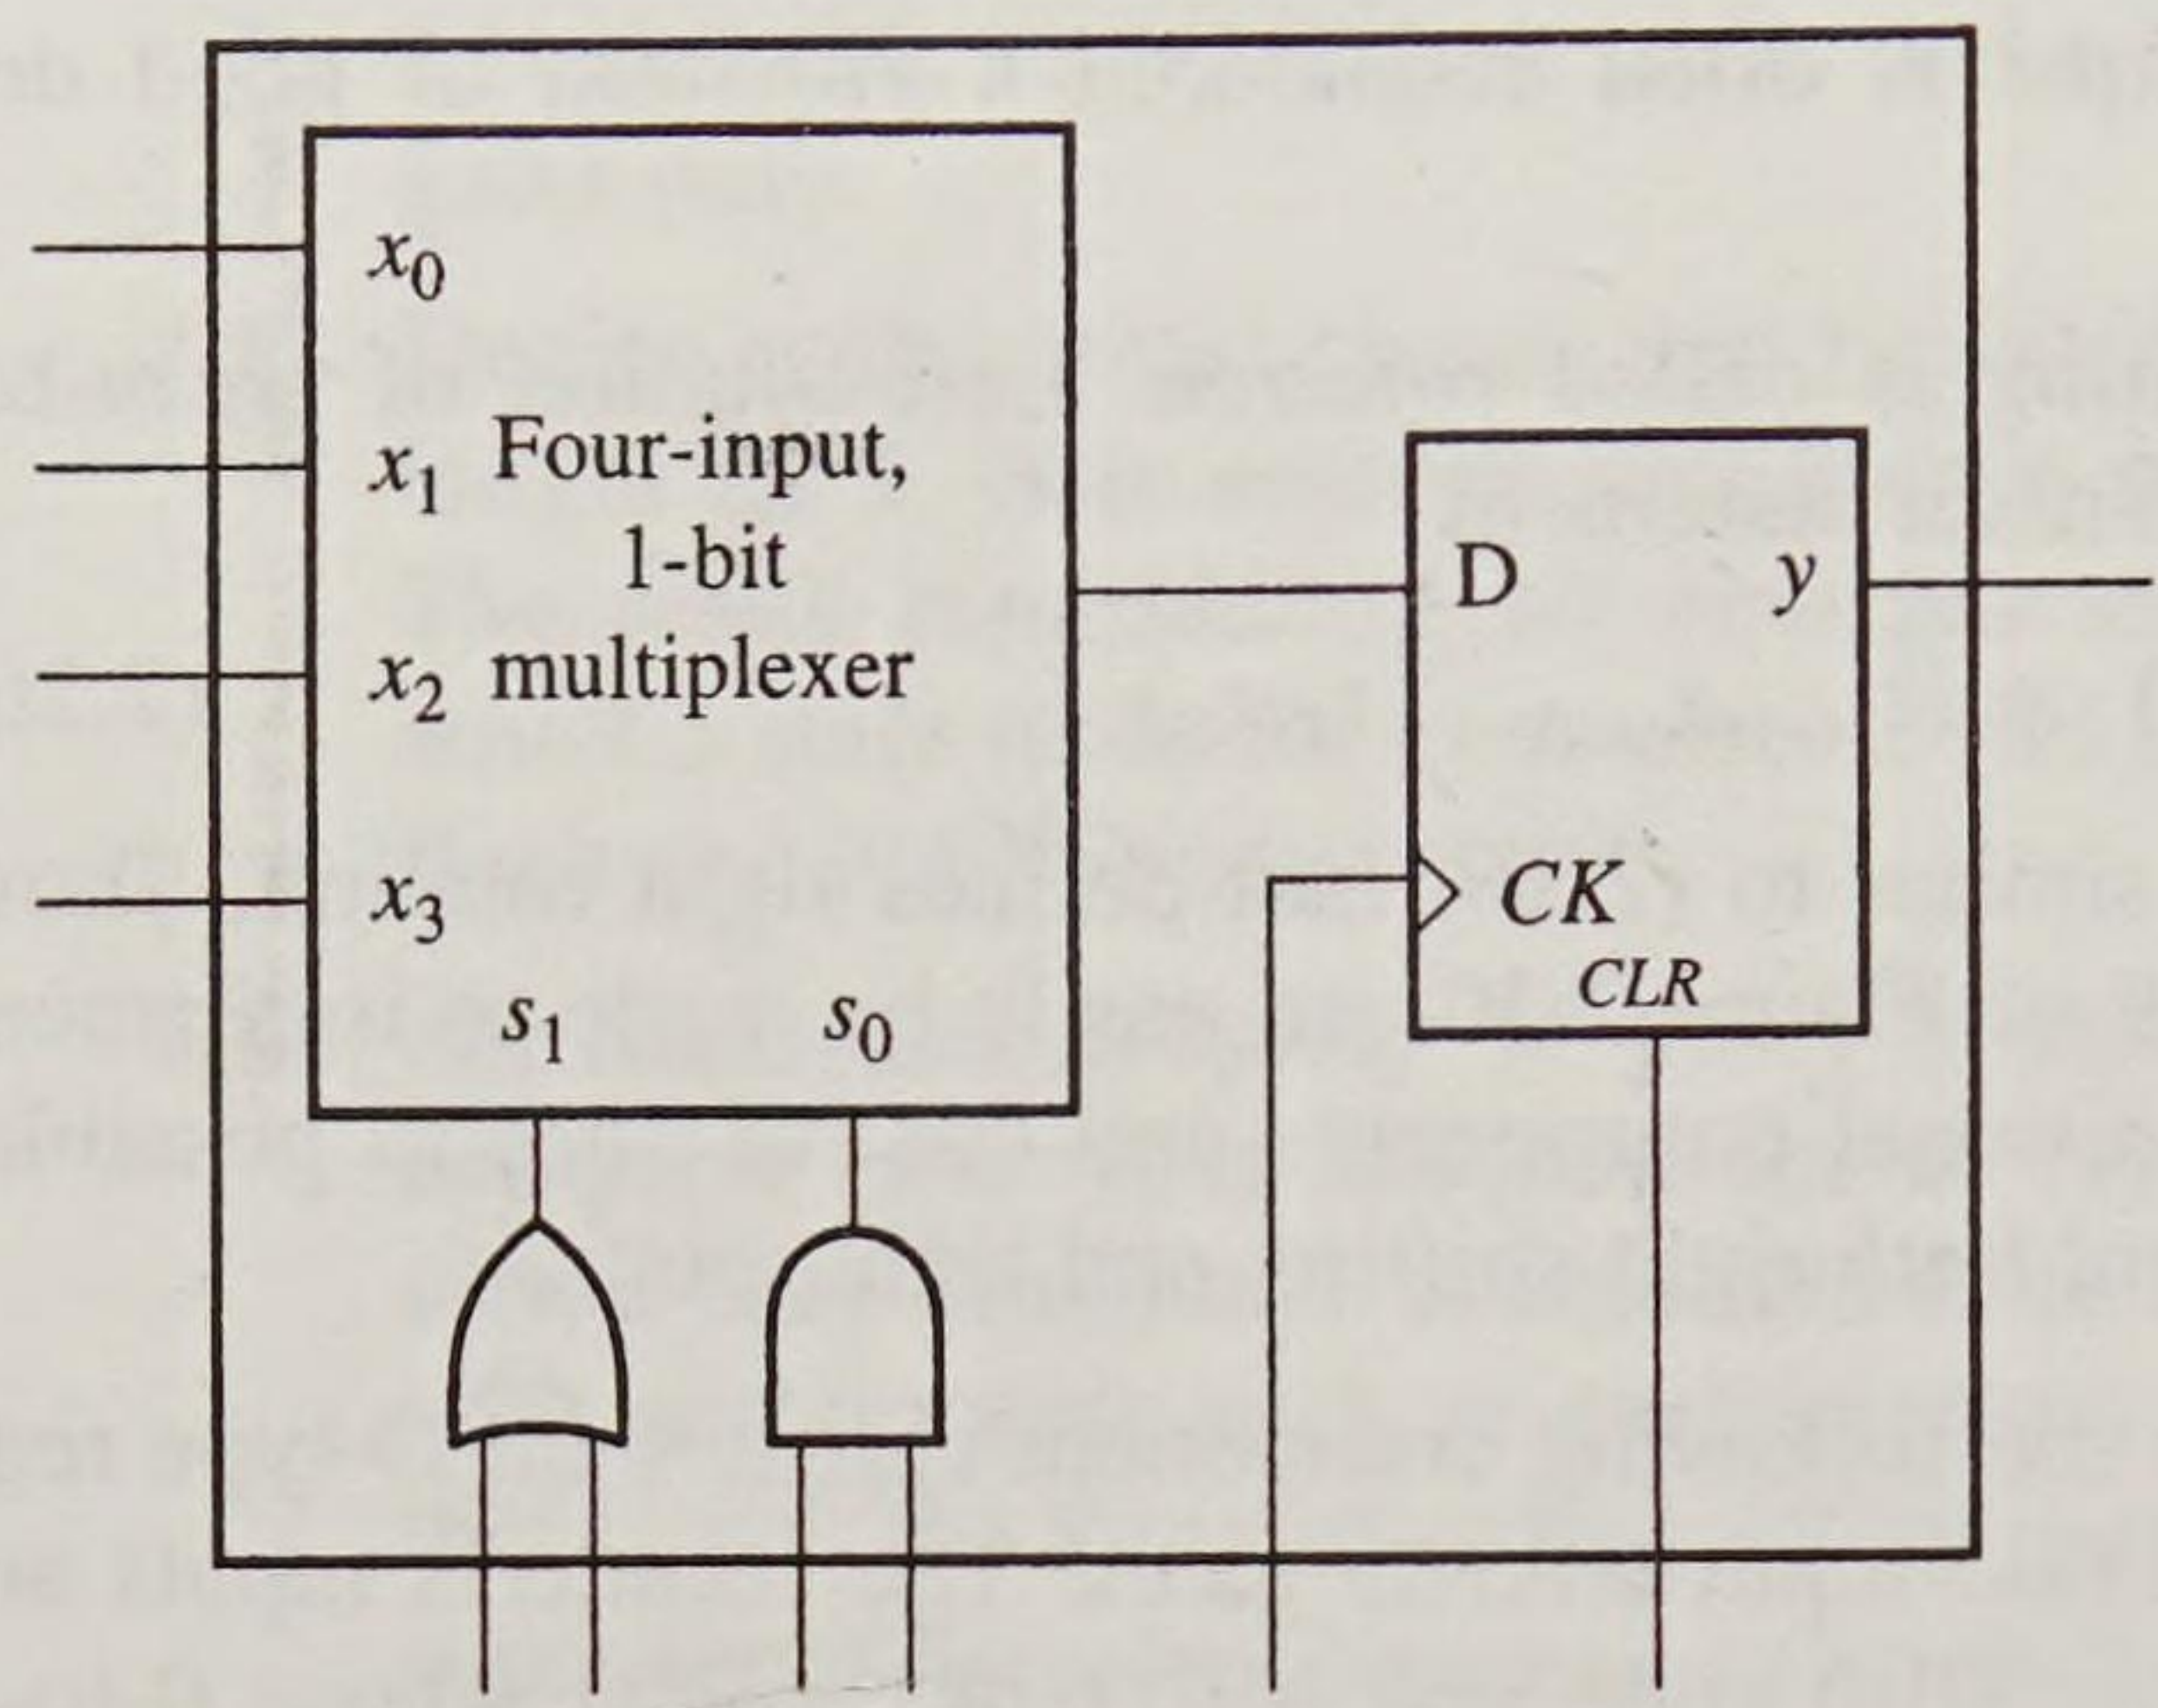 x0
x1 Four-input,
1-bit
x2 multiplexer
x3
s1 s0
D y
CK
CLR